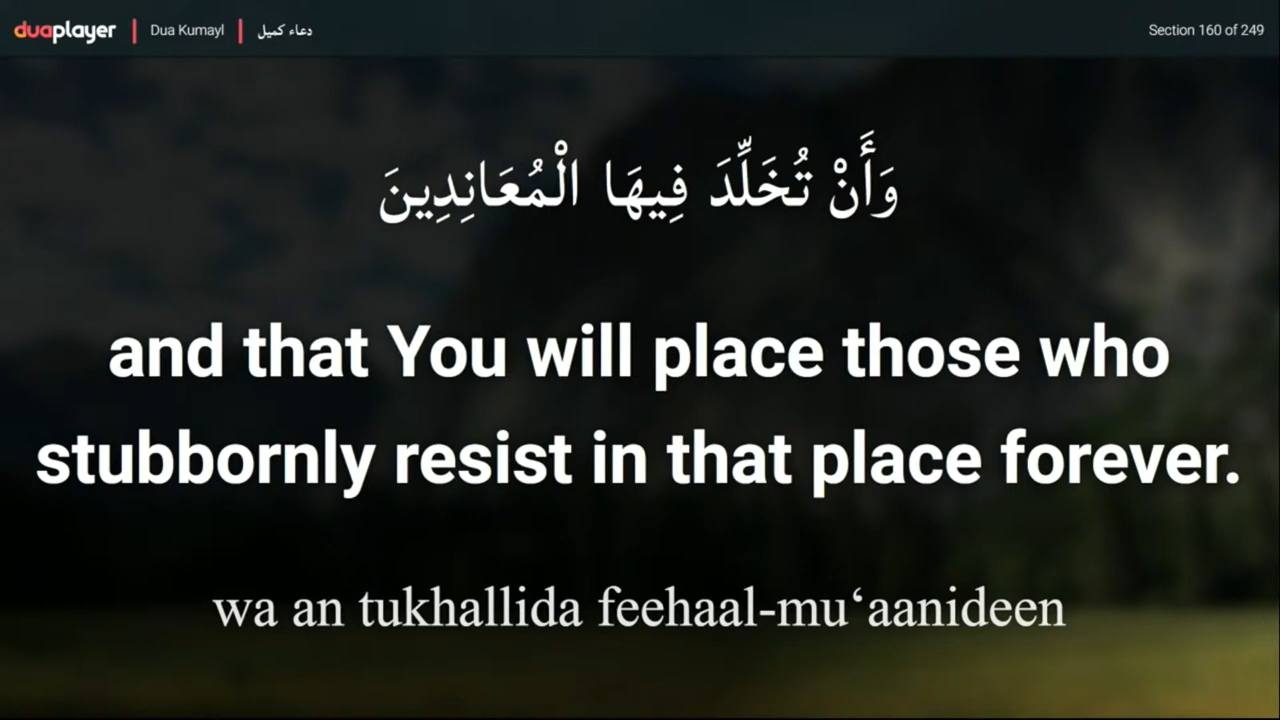 duaplayer | Dua Kumayl | دعاء كميل Section 160 of 249
وَأَنْ تُخَلِّدَ فِيهَا الْمُعَانِدِينَ
and that You will place those who
stubbornly resist in that place forever.
wa an tukhallida feehaal-mu‘aanideen